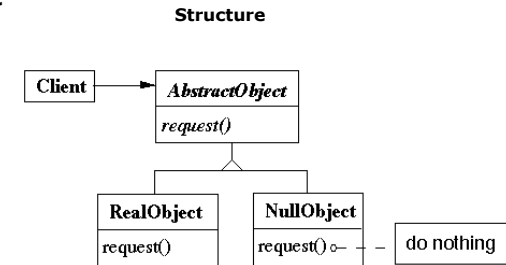 Structure
Client
AbstractObject
request()
RealObject
NullObject
request()
request()
do nothing